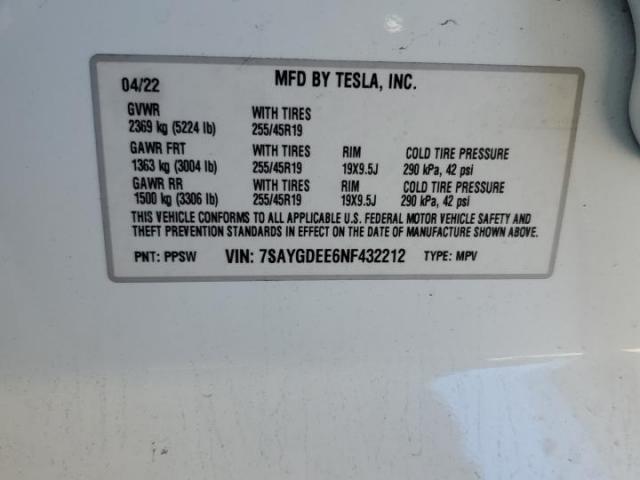 04/22 MFD BY TESLA, INC.
GVWR WITH TIRES
2369 kg (5224 lb) 255/45R19
GAWR FRT WITH TIRES RIM COLD TIRE PRESSURE
1363 kg (3004 lb) 255/45R19 19X9.5J 290 kPa, 42 psi
GAWR RR WITH TIRES RIM COLD TIRE PRESSURE
1500 kg (3306 lb) 255/45R19 19X9.5J 290 kPa, 42 psi
THIS VEHICLE CONFORMS TO ALL APPLICABLE U.S. FEDERAL MOTOR VEHICLE SAFETY AND
THEFT PREVENTION STANDARDS IN EFFECT ON THE DATE OF MANUFACTURE SHOWN ABOVE.
PNT: PPSW VIN: 7SAYGDEE6NF432212 TYPE: MPV